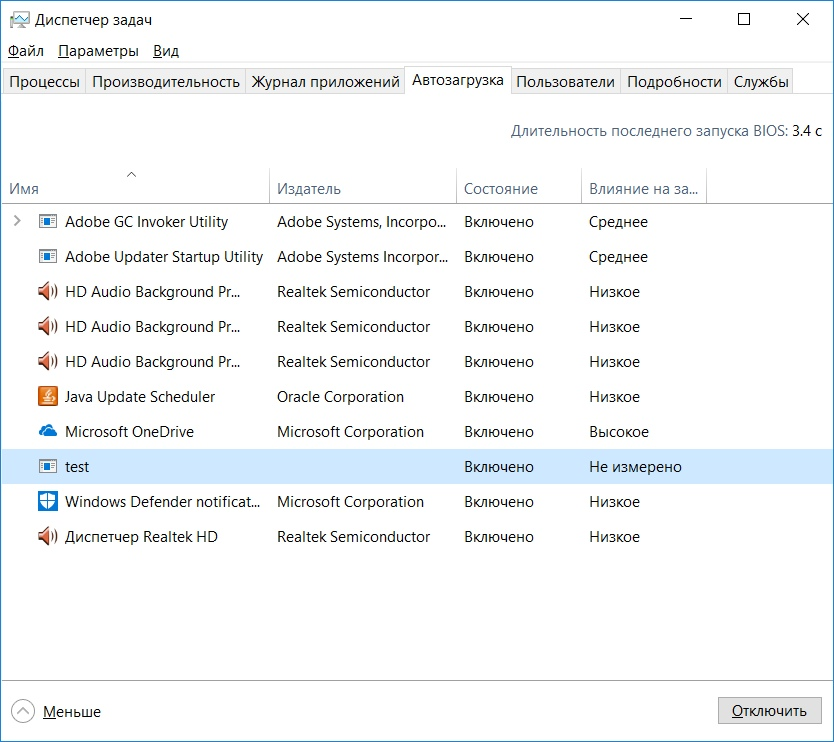 Диспетчер задач
Файл Параметры Вид
Процессы Производительность Журнал приложений Автозагрузка Пользователи Подробности Службы
Длительность последнего запуска BIOS: 3.4 с
Имя Издатель Состояние Влияние на за...
Adobe GC Invoker Utility Adobe Systems, Incorpo... Включено Среднее
Adobe Updater Startup Utility Adobe Systems Incorpor... Включено Среднее
HD Audio Background Pr... Realtek Semiconductor Включено Низкое
HD Audio Background Pr... Realtek Semiconductor Включено Низкое
HD Audio Background Pr... Realtek Semiconductor Включено Низкое
Java Update Scheduler Oracle Corporation Включено Низкое
Microsoft OneDrive Microsoft Corporation Включено Высокое
test Включено Не измерено
Windows Defender notificat... Microsoft Corporation Включено Низкое
Диспетчер Realtek HD Realtek Semiconductor Включено Низкое
Меньше Отключить